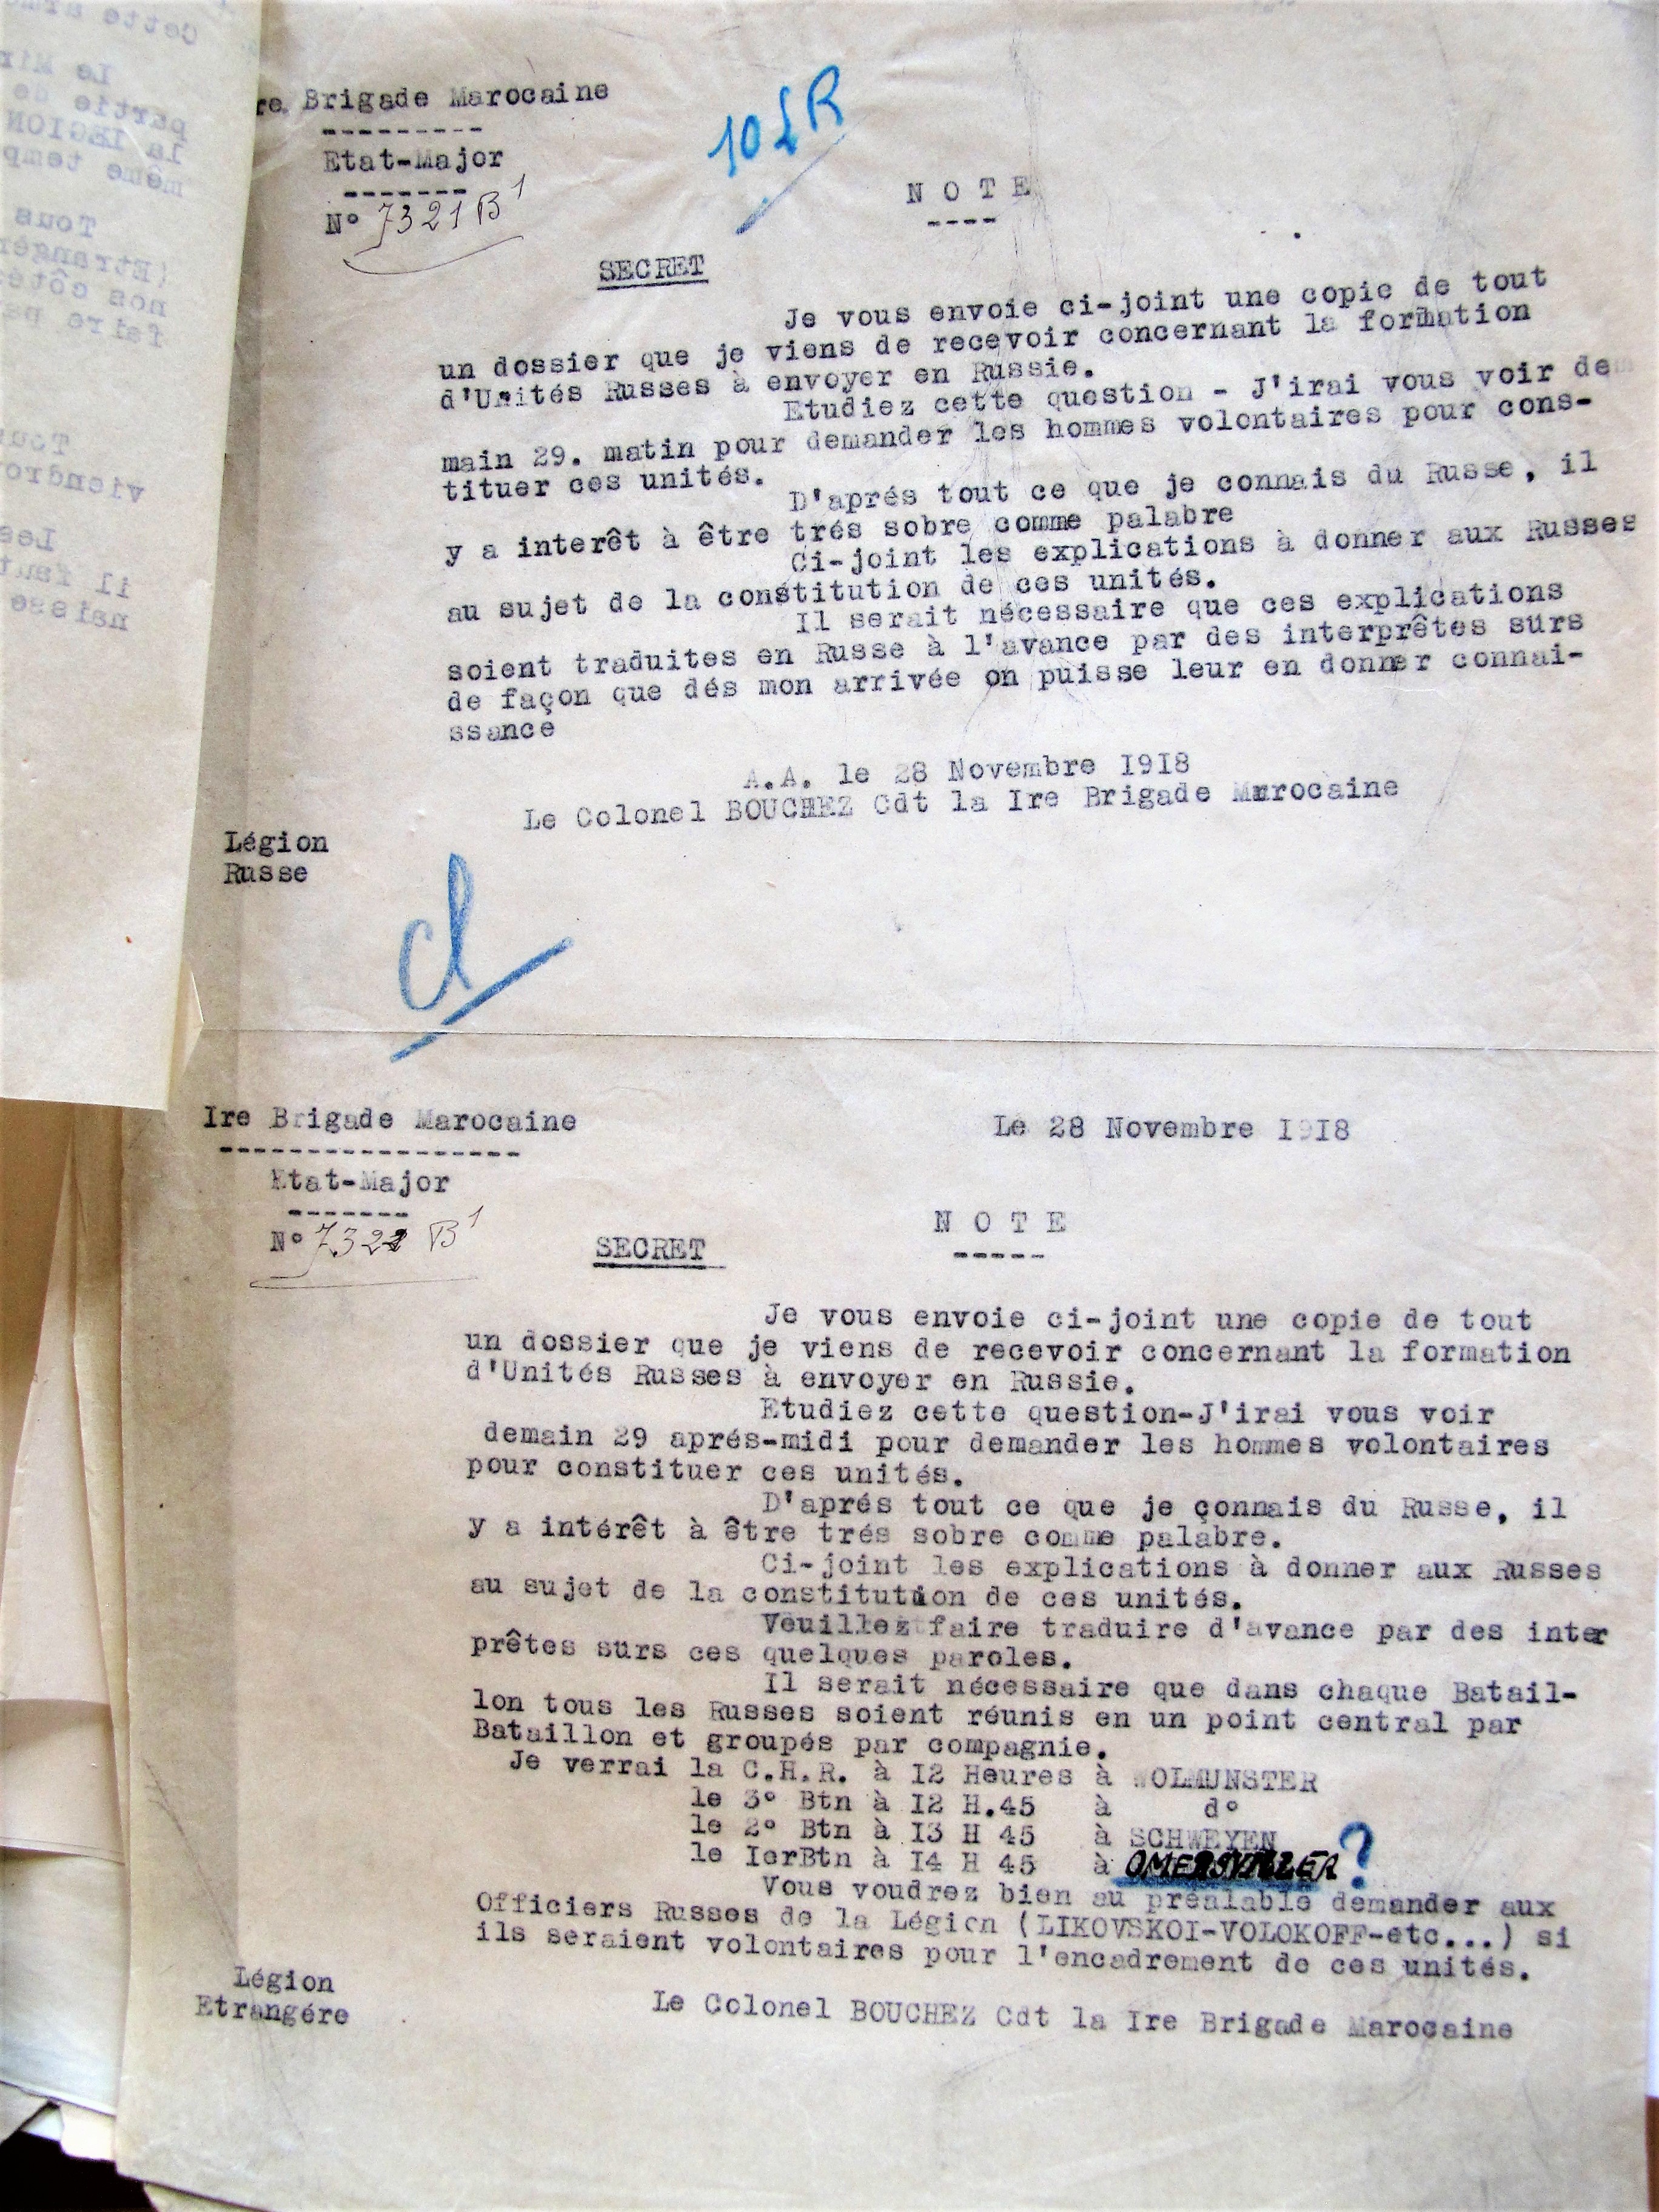 re Brigade Marocaine
---------
Etat-Major
-------
N° 7321 B1
NOTE
----
SECRET
Je vous envoie ci-joint une copie de tout
un dossier que je viens de recevoir concernant la formation
d'Unités Russes à envoyer en Russie.
Etudiez cette question - J'irai vous voir de
main 29. matin pour demander les hommes volontaires pour cons-
tituer ces unités.
D'aprés tout ce que je connais du Russe, il
y a interêt à être trés sobre comme palabre
Ci-joint les explications à donner aux Russes
au sujet de la constitution de ces unités.
Il serait nécessaire que ces explications
soient traduites en Russe à l'avance par des interprêtes surs
de façon que dés mon arrivée on puisse leur en donner connai-
ssance
A.A. le 28 Novembre I9I8
Le Colonel BOUCHEZ Cdt la Ire Brigade Marocaine
Légion
Russe
Ire Brigade Marocaine
-----------------
Etat-Major
-------
N° 7322 B1
Le 28 Novembre I9I8
NOTE
-----
SECRET
Je vous envoie ci-joint une copie de tout
un dossier que je viens de recevoir concernant la formation
d'Unités Russes à envoyer en Russie.
Etudiez cette question-J'irai vous voir
demain 29 aprés-midi pour demander les hommes volontaires
pour constituer ces unités.
D'aprés tout ce que je çonnais du Russe, il
y a intérêt à être trés sobre comme palabre.
Ci-joint les explications à donner aux Russes
au sujet de la constitution de ces unités.
Veuillez faire traduire d'avance par des inter
prêtes surs ces quelques paroles.
Il serait nécessaire que dans chaque Batail-
lon tous les Russes soient réunis en un point central par
Bataillon et groupés par compagnie.
Je verrai la C.H.R. à I2 Heures à WOLMUNSTER
le 3° Btn à I2 H.45 à d°
le 2° Btn à I3 H 45 à SCHWEYEN
le IerBtn à I4 H 45 à ?
Vous voudrez bien au préalable demander aux
Officiers Russes de la Légion (LIKOVSKOI-VOLOKOFF-etc...) si
ils seraient volontaires pour l'encadrement de ces unités.
Le Colonel BOUCHEZ Cdt la Ire Brigade Marocaine
Légion
Etrangére